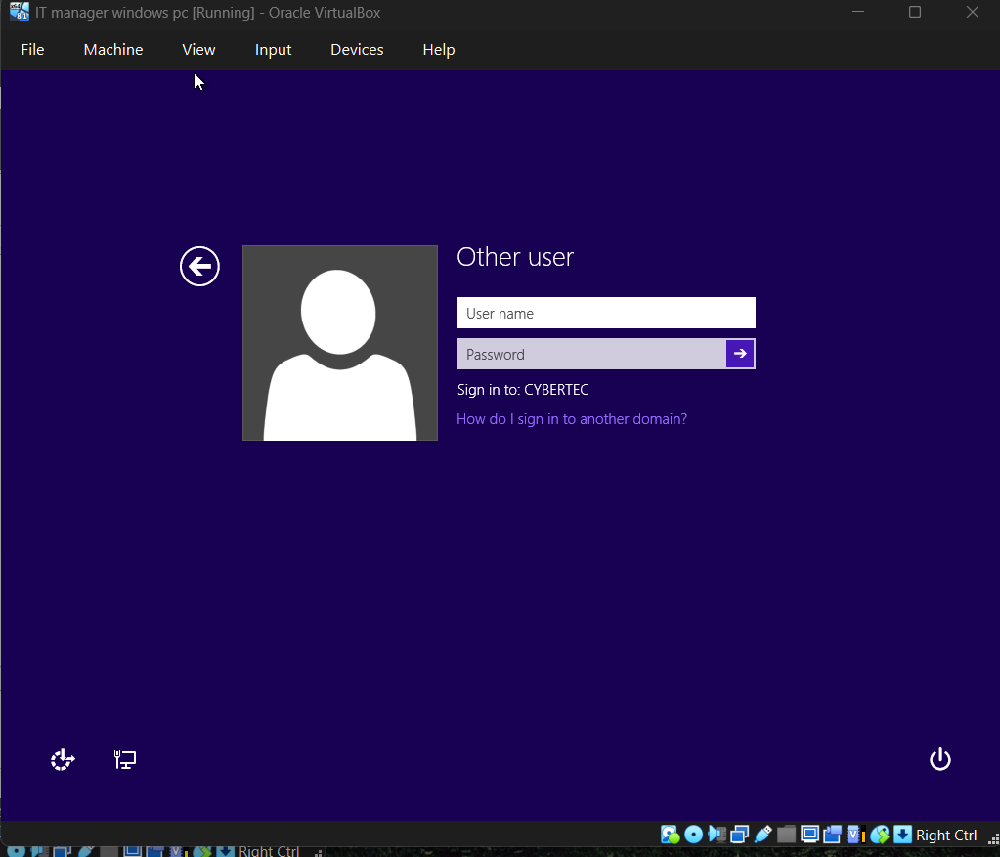 IT manager windows pc [Running] - Oracle VirtualBox
File Machine View Input Devices Help
Other user
User name
Password
Sign in to: CYBERTEC
How do I sign in to another domain?
Right Ctrl
Right Ctrl